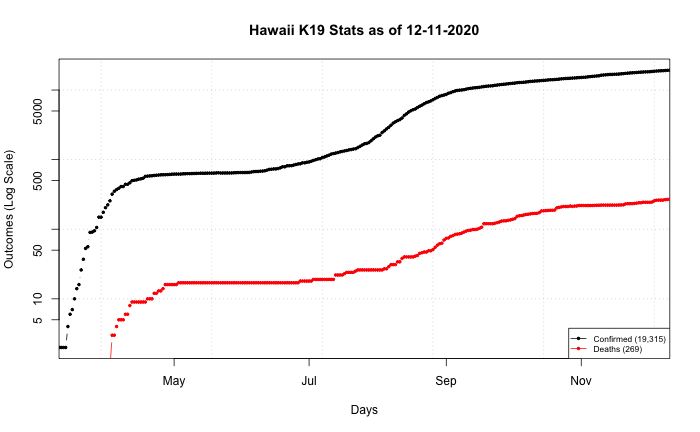 Hawaii K19 Stats as of 12-11-2020
Outcomes (Log Scale)
5000
500
50
10
5
May
Jul
Sep
Nov
Days
Confirmed (19,315)
Deaths (269)